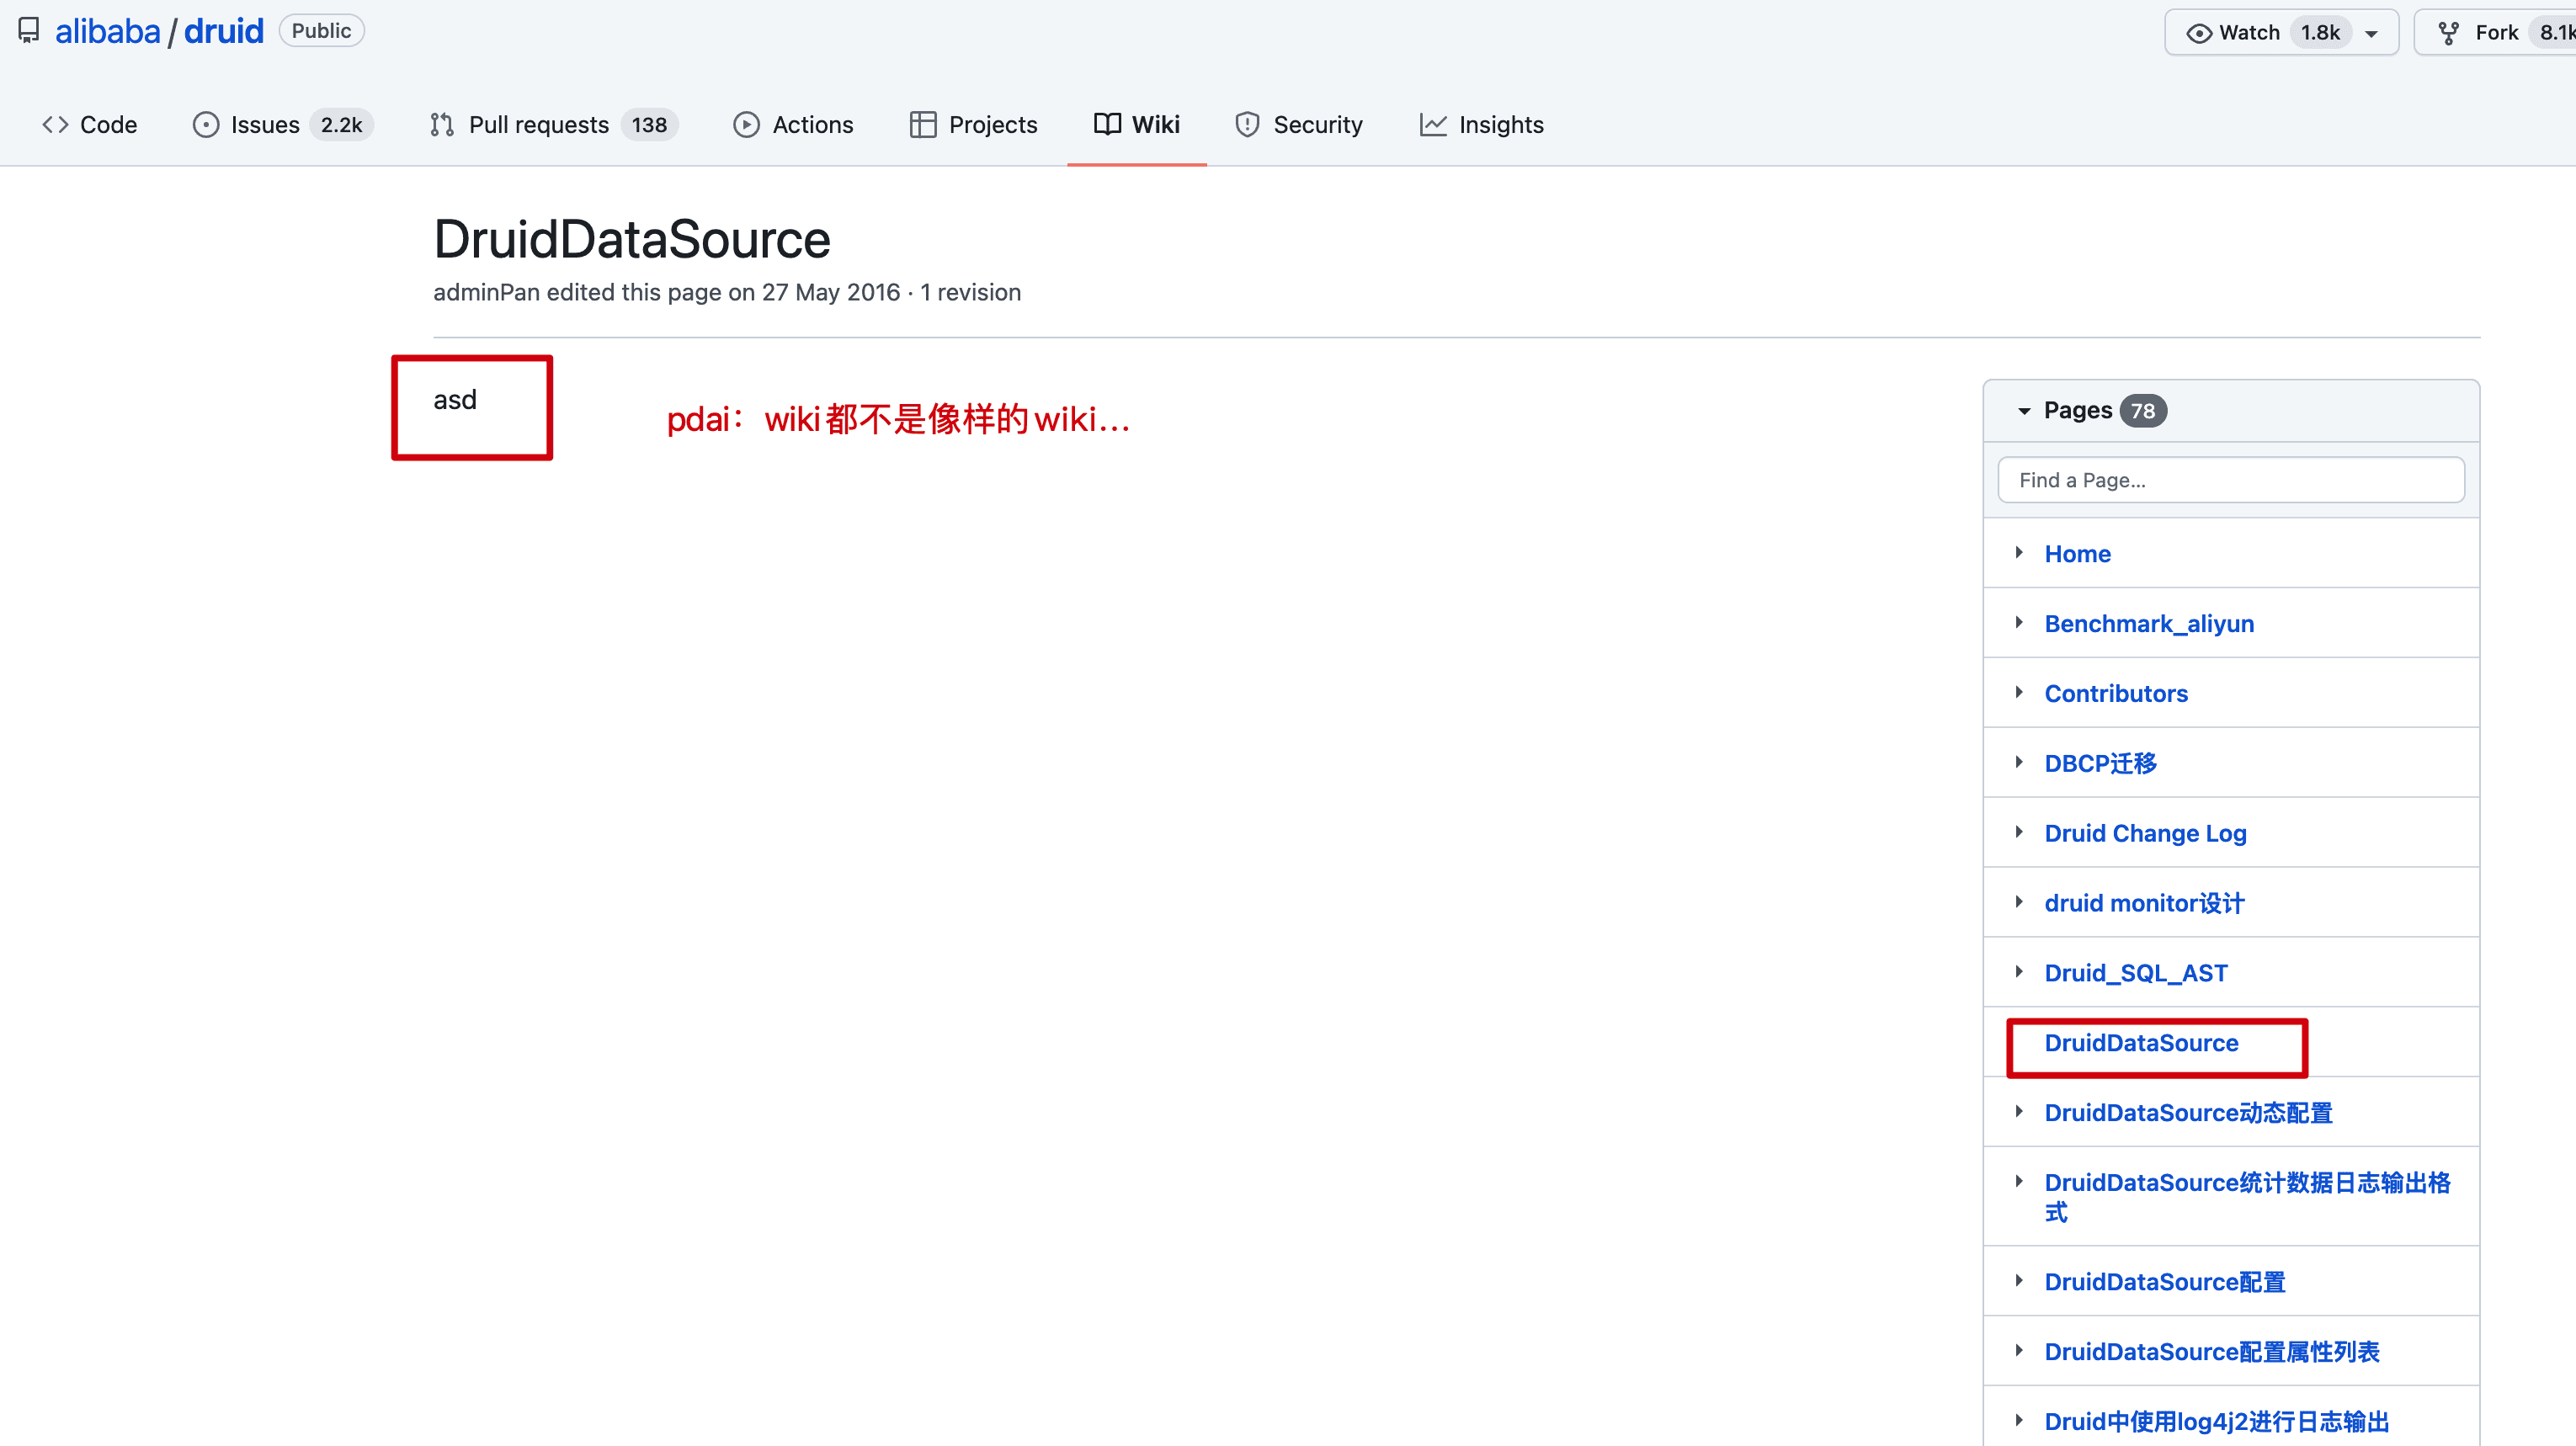 alibaba / druid Public
Watch 1.8k
Fork 8.1k
Code
Issues 2.2k
Pull requests 138
Actions
Projects
Wiki
Security
Insights
DruidDataSource
adminPan edited this page on 27 May 2016 · 1 revision
asd
pdai：wiki都不是像样的wiki...
Pages 78
Find a Page...
Home
Benchmark_aliyun
Contributors
DBCP迁移
Druid Change Log
druid monitor设计
Druid_SQL_AST
DruidDataSource
DruidDataSource动态配置
DruidDataSource统计数据日志输出格
式
DruidDataSource配置
DruidDataSource配置属性列表
Druid中使用log4j2进行日志输出